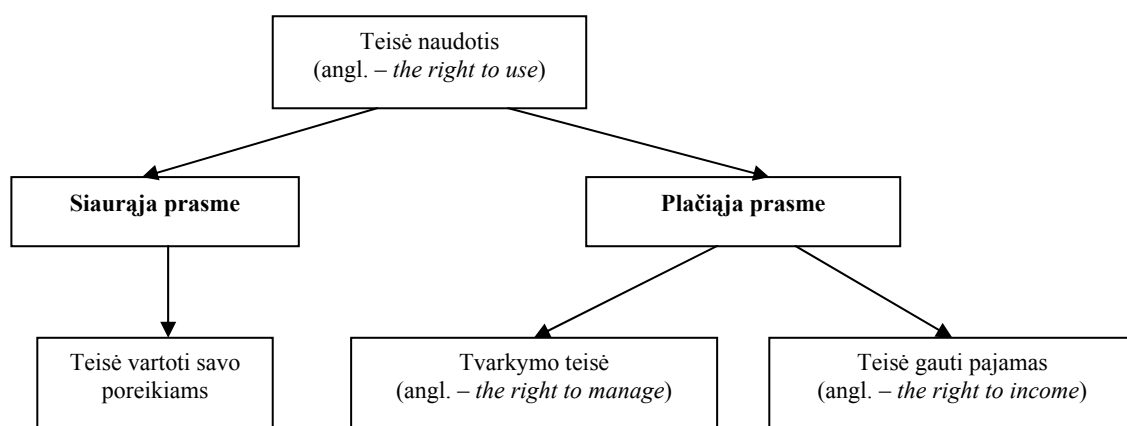 Teisė naudotis
(angl. – the right to use)
Siaurąja prasme
Plačiąja prasme
Teisė vartoti savo
poreikiams
Tvarkymo teisė
(angl. – the right to manage)
Teisė gauti pajamas
(angl. – the right to income)